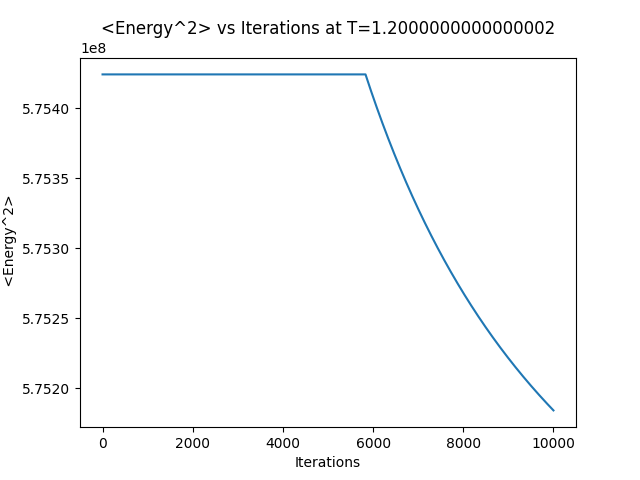 <Energy^2> vs Iterations at T=1.2000000000000002
1e8
5.7540
5.7535
5.7530
5.7525
5.7520
<Energy^2>
0 2000 4000 6000 8000 10000
Iterations